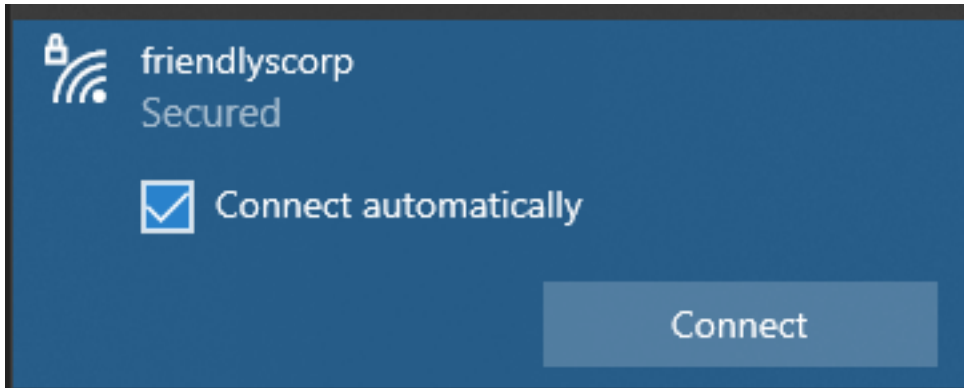 friendlyscorp
Secured
Connect automatically
Connect